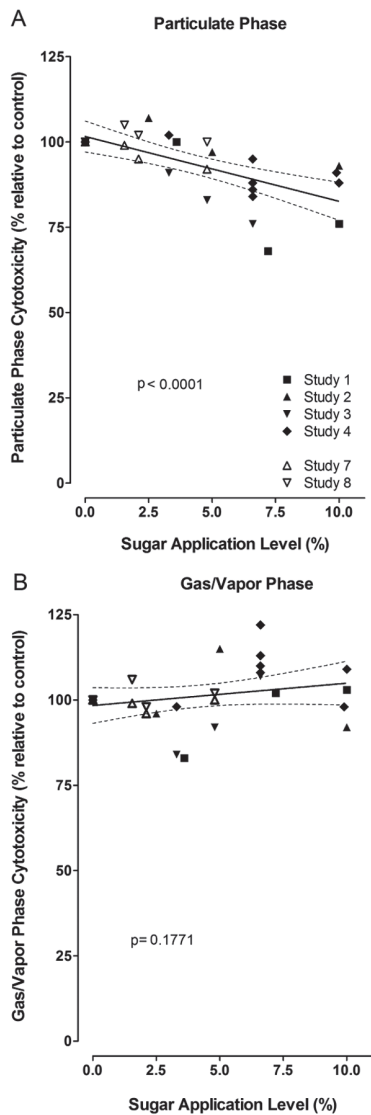 A
Particulate Phase
Particulate Phase Cytotoxicity (% relative to control)
125
100
75
50
25
0
p < 0.0001
Study 1
Study 2
Study 3
Study 4
Study 7
Study 8
0.0 2.5 5.0 7.5 10.0
Sugar Application Level (%)
B
Gas/Vapor Phase
Gas/Vapor Phase Cytotoxicity (% relative to control)
125
100
75
50
25
0
p= 0.1771
0.0 2.5 5.0 7.5 10.0
Sugar Application Level (%)